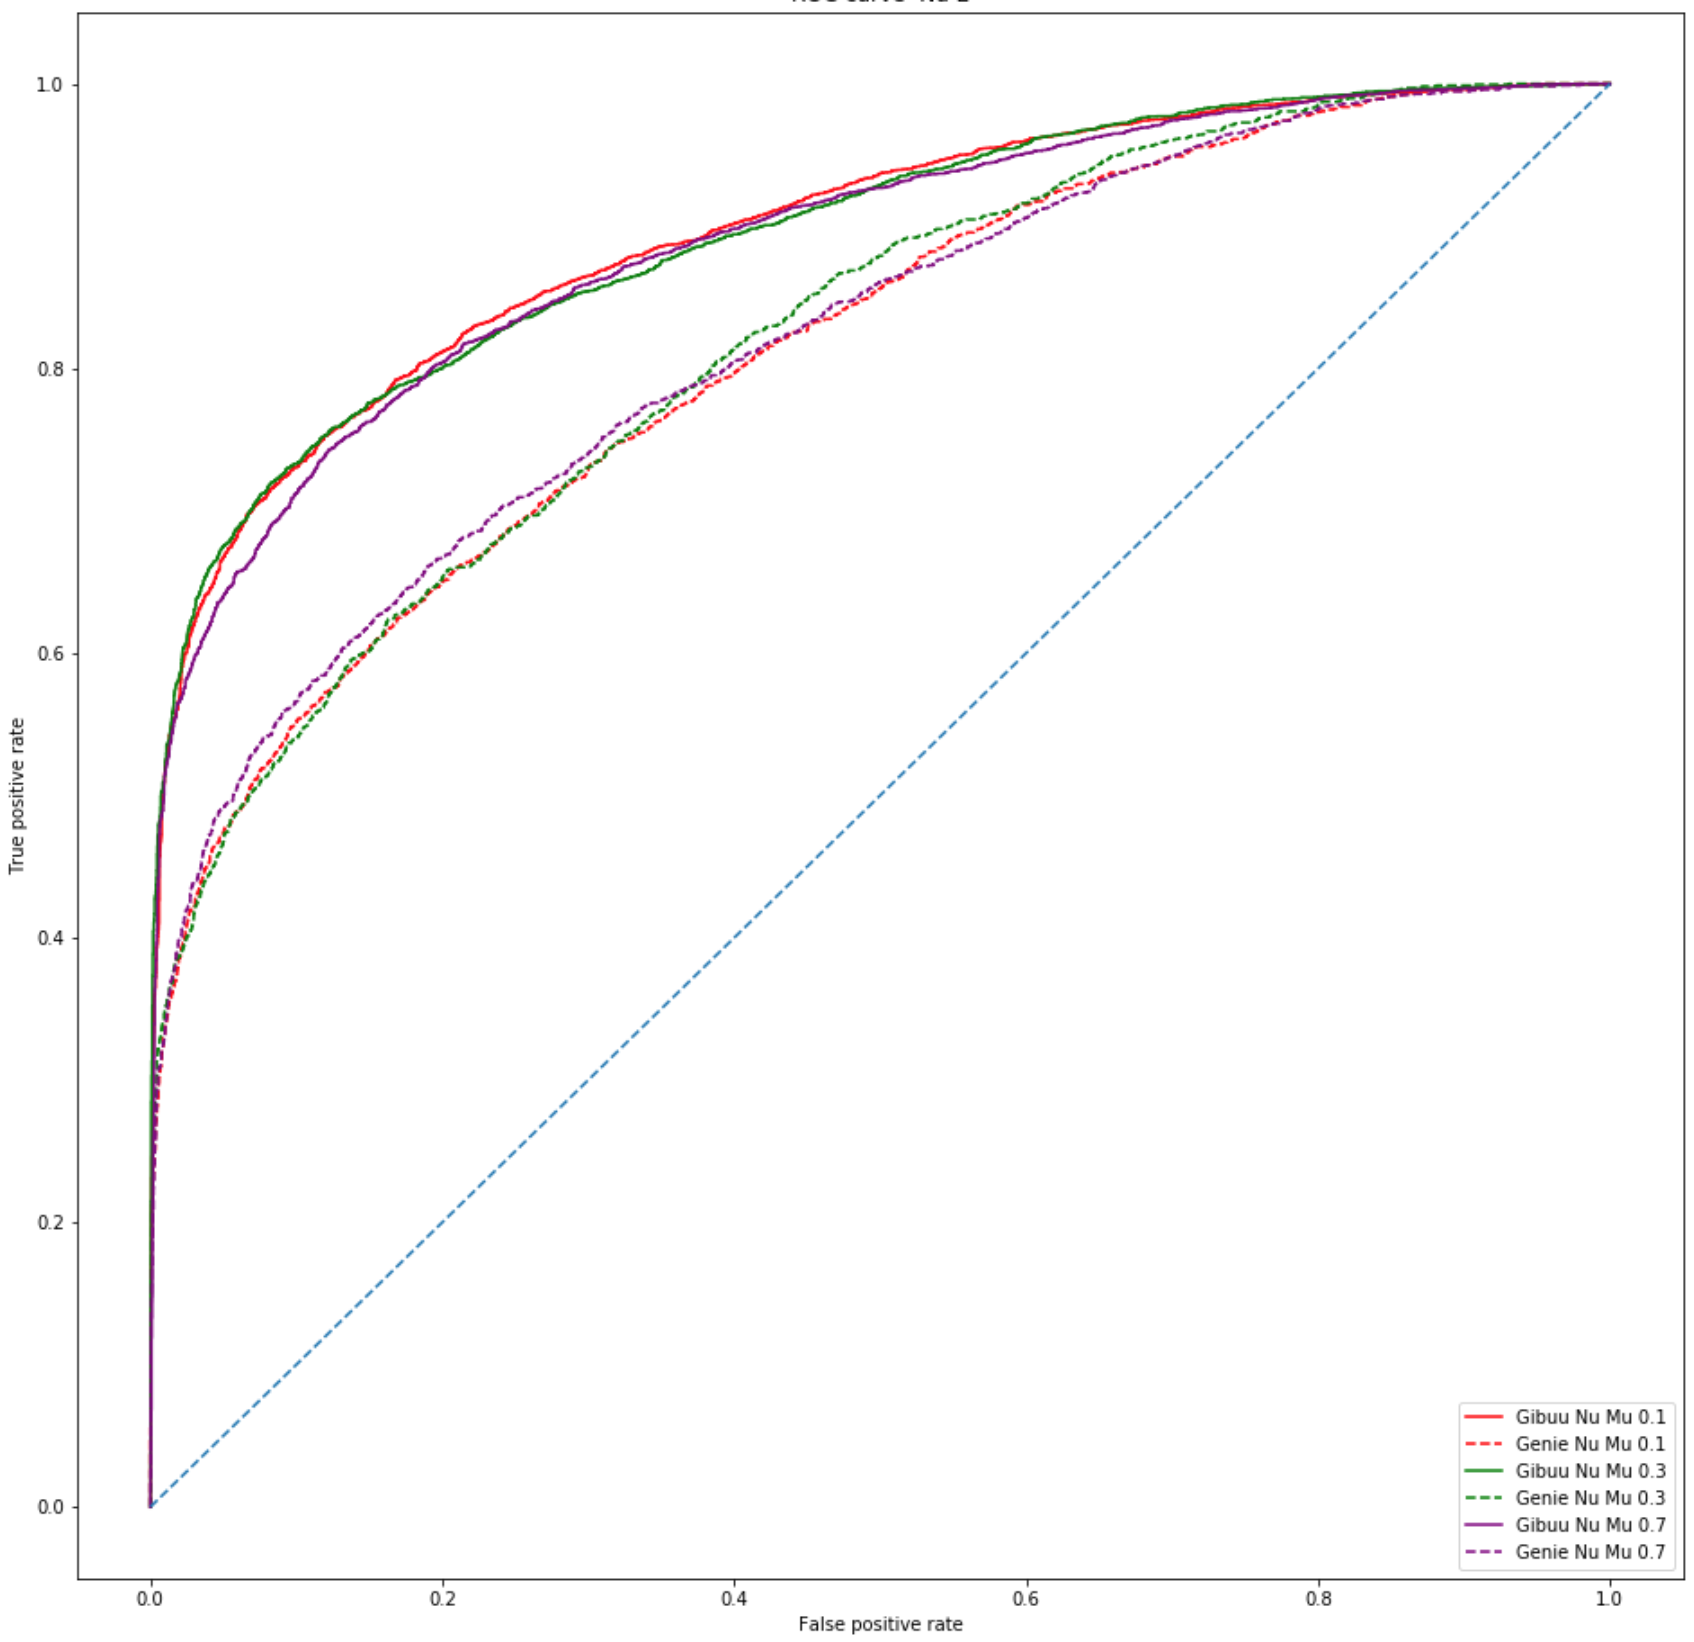 True positive rate
1.0
0.8
0.6
0.4
0.2
0.0
0.0 0.2 0.4 0.6 0.8 1.0
False positive rate
Gibuu Nu Mu 0.1
Genie Nu Mu 0.1
Gibuu Nu Mu 0.3
Genie Nu Mu 0.3
Gibuu Nu Mu 0.7
Genie Nu Mu 0.7